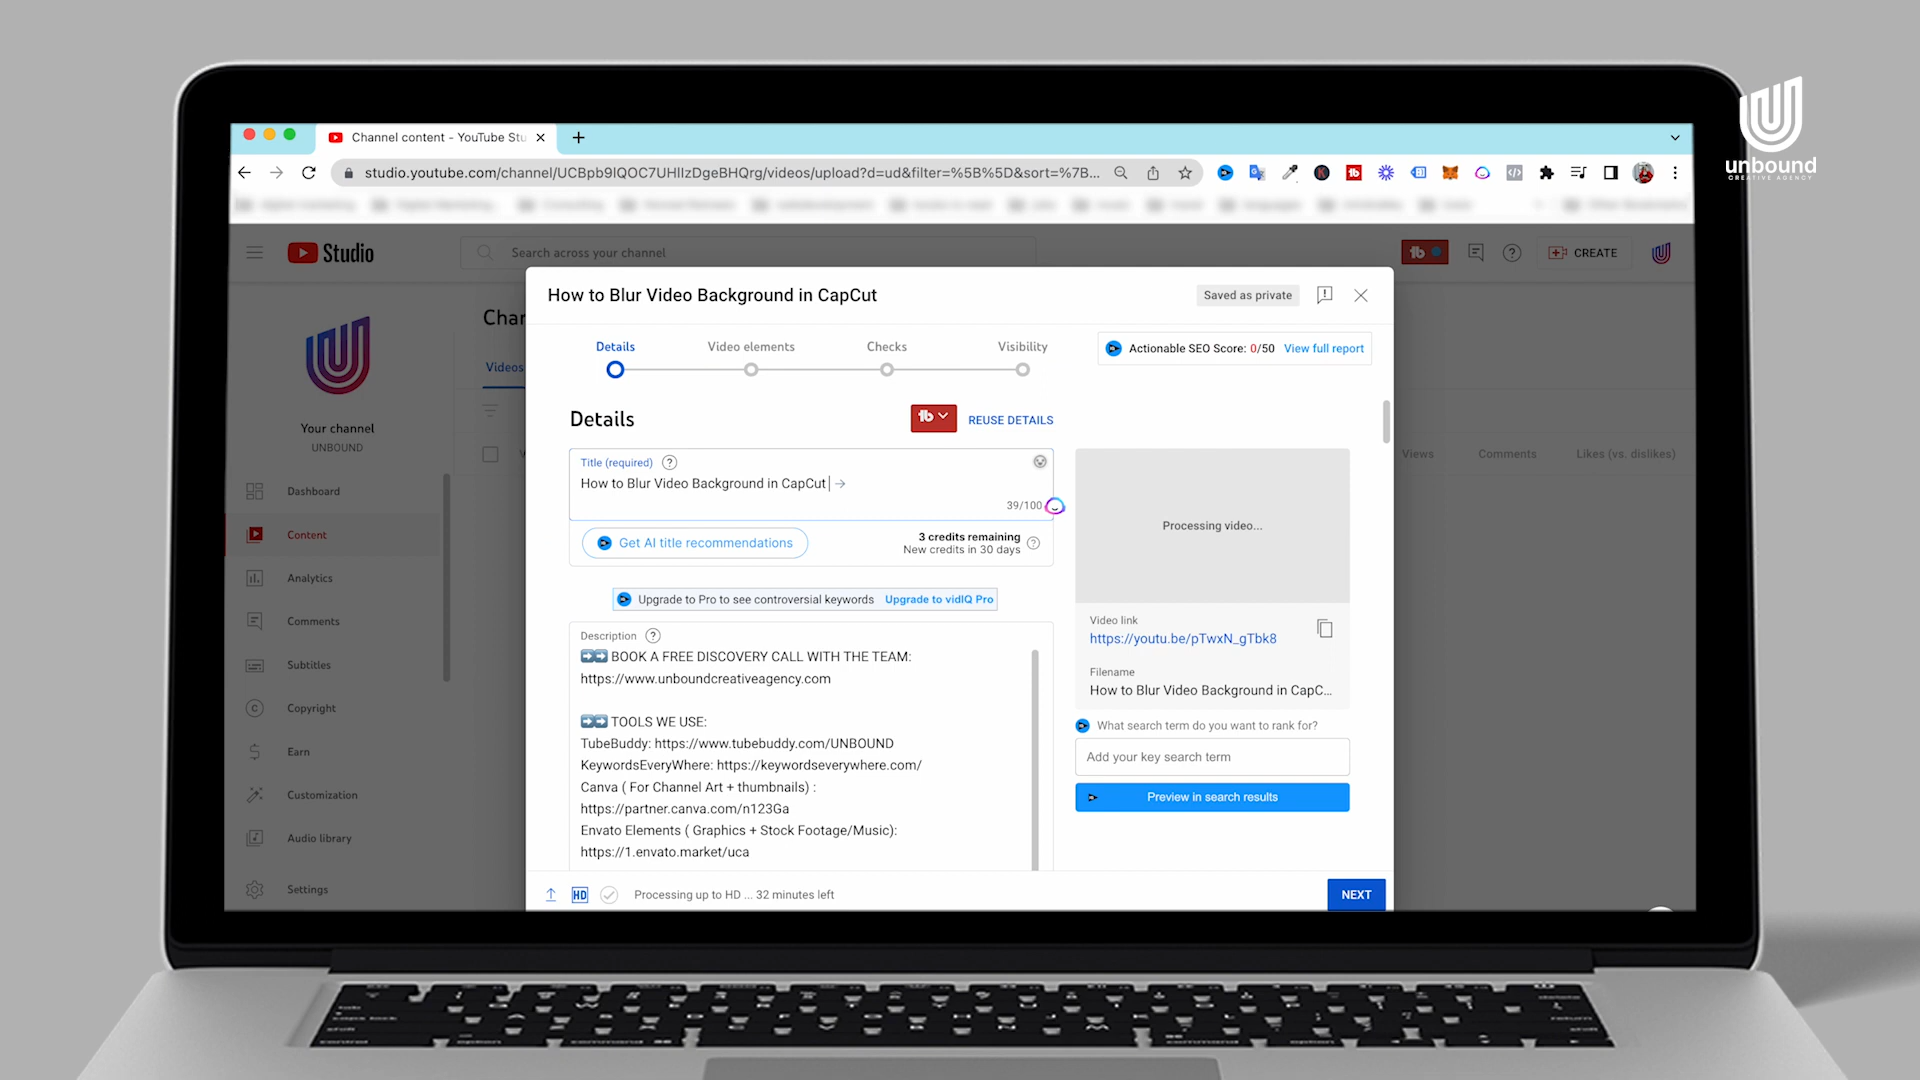 unbound
CREATIVE AGENCY
Channel content - YouTube Stu
studio.youtube.com/channel/UCBpb9IQOC7UHIIzDgeBHQrg/videos/upload?d=ud&filter=%5B%5D&sort=%7B...
Studio
Search across your channel
CREATE
How to Blur Video Background in CapCut
Saved as private
Char
Videos
Details
Video elements
Checks
Visibility
Actionable SEO Score: 0/50 View full report
Your channel
UNBOUND
Dashboard
Content
Analytics
Comments
Subtitles
Copyright
Earn
Customization
Audio library
Settings
Details
REUSE DETAILS
Title (required)
How to Blur Video Background in CapCut
39/100
Get AI title recommendations
3 credits remaining
New credits in 30 days
Upgrade to Pro to see controversial keywords Upgrade to vidIQ Pro
Description
➡️➡️ BOOK A FREE DISCOVERY CALL WITH THE TEAM:
https://www.unboundcreativeagency.com
➡️➡️ TOOLS WE USE:
TubeBuddy: https://www.tubebuddy.com/UNBOUND
KeywordsEveryWhere: https://keywordseverywhere.com/
Canva ( For Channel Art + thumbnails) :
https://partner.canva.com/n123Ga
Envato Elements ( Graphics + Stock Footage/Music):
https://1.envato.market/uca
Processing video...
Video link
https://youtu.be/pTwxN_gTbk8
Filename
How to Blur Video Background in CapC...
What search term do you want to rank for?
Add your key search term
Preview in search results
Views
Comments
Likes (vs. dislikes)
HD
Processing up to HD ... 32 minutes left
NEXT